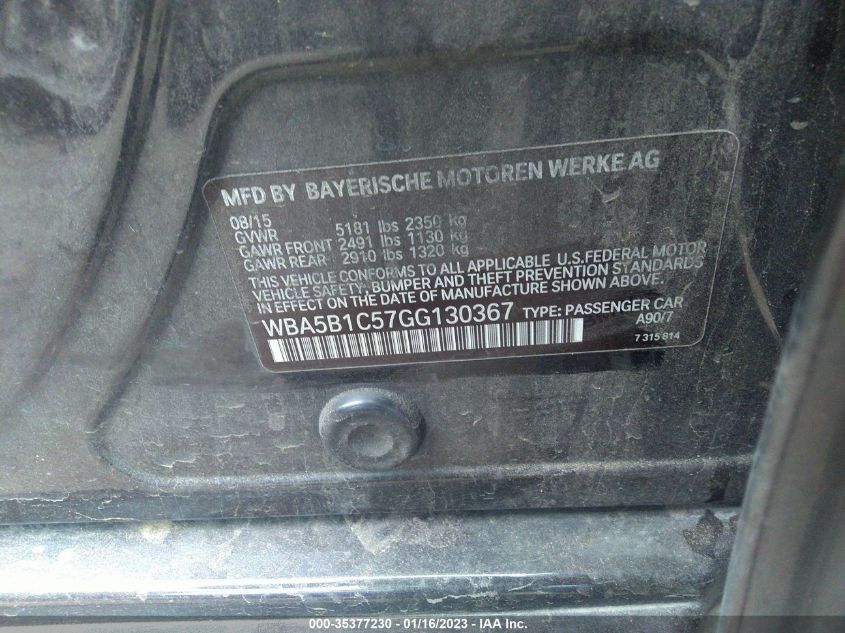 MFD BY BAYERISCHE MOTOREN WERKE AG
08/15
GVWR 5181 lbs 2350 kg
GAWR FRONT 2491 lbs 1130 kg
GAWR REAR 2910 lbs 1320 kg
THIS VEHICLE CONFORMS TO ALL APPLICABLE U.S.FEDERAL MOTOR
VEHICLE SAFETY, BUMPER AND THEFT PREVENTION STANDARDS
IN EFFECT ON THE DATE OF MANUFACTURE SHOWN ABOVE.
WBA5B1C57GG130367 TYPE: PASSENGER CAR
A90/7
7 315 814
000-35377230 - 01/16/2023 - IAA Inc.